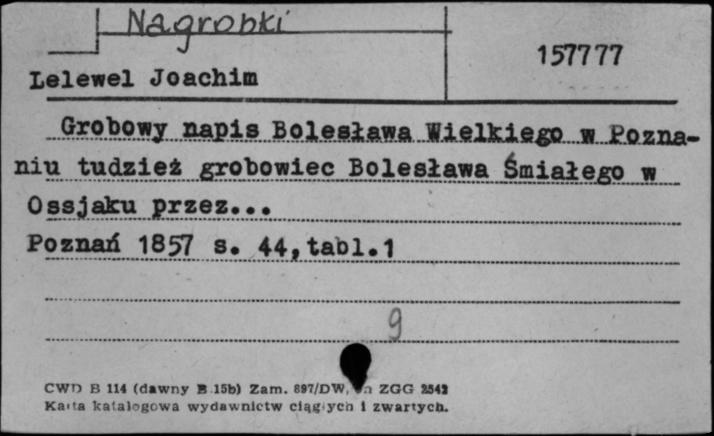 Nagrobki
157777
Lelewel Joachim
Grobowy napis Bolesława Wielkiego w Pozna-
niu tudzież grobowiec Bolesława Śmiałego w
Ossjaku przez...
Poznań 1857 s. 44, tabl.1
9
CWD B 114 (dawny B 15b) Zam. 897/DW, ZGG 2542
Karta katalogowa wydawnictw ciągłych i zwartych.